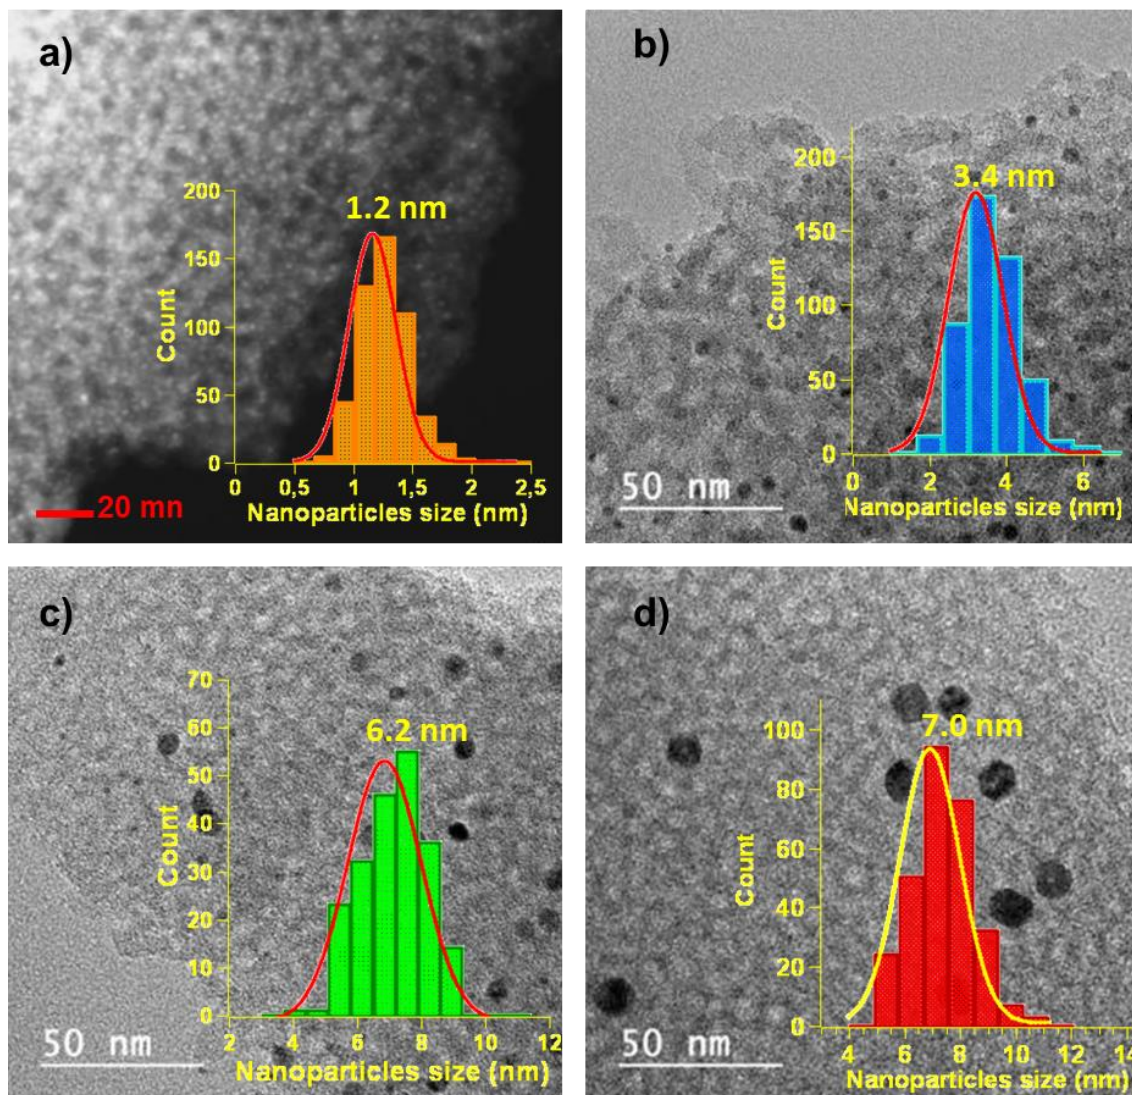 a)
1.2 nm
200
150
100
50
0
Count
0 0,5 1 1,5 2 2,5
Nanoparticles size (nm)
20 mn
b)
3.4 nm
200
150
100
50
0
Count
0 2 4 6
Nanoparticles size (nm)
50 nm
c)
6.2 nm
70
60
50
40
30
20
10
0
Count
2 4 6 8 10 12
Nanoparticles size (nm)
50 nm
d)
7.0 nm
100
80
60
40
20
0
Count
4 6 8 10 12 14
Nanoparticles size (nm)
50 nm